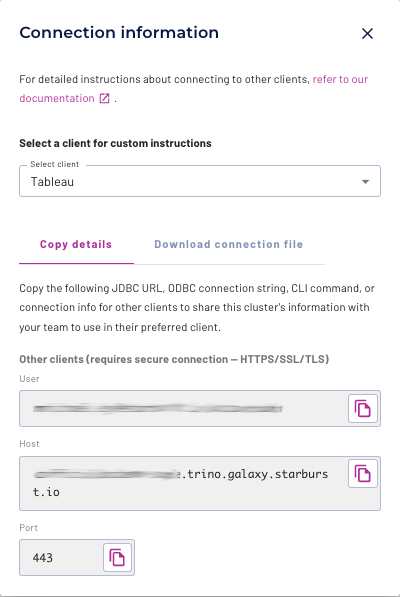 Connection information
For detailed instructions about connecting to other clients, refer to our
documentation .
Select a client for custom instructions
Select client
Tableau
Copy details
Download connection file
Copy the following JDBC URL, ODBC connection string, CLI command, or
connection info for other clients to share this cluster's information with
your team to use in their preferred client.
Other clients (requires secure connection — HTTPS/SSL/TLS)
User
Host
.trino.galaxy.starburs
t.io
Port
443